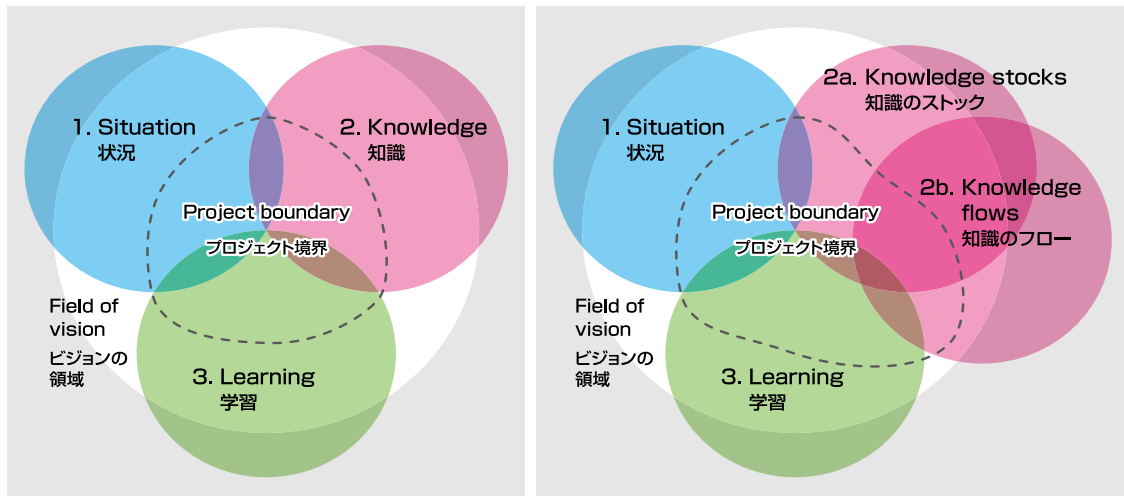 1. Situation
状況
2. Knowledge
知識
Project boundary
プロジェクト境界
Field of
vision
ビジョンの
領域
3. Learning
学習
1. Situation
状況
2a. Knowledge stocks
知識のストック
2b. Knowledge
flows
知識のフロー
Project boundary
プロジェクト境界
Field of
vision
ビジョンの
領域
3. Learning
学習